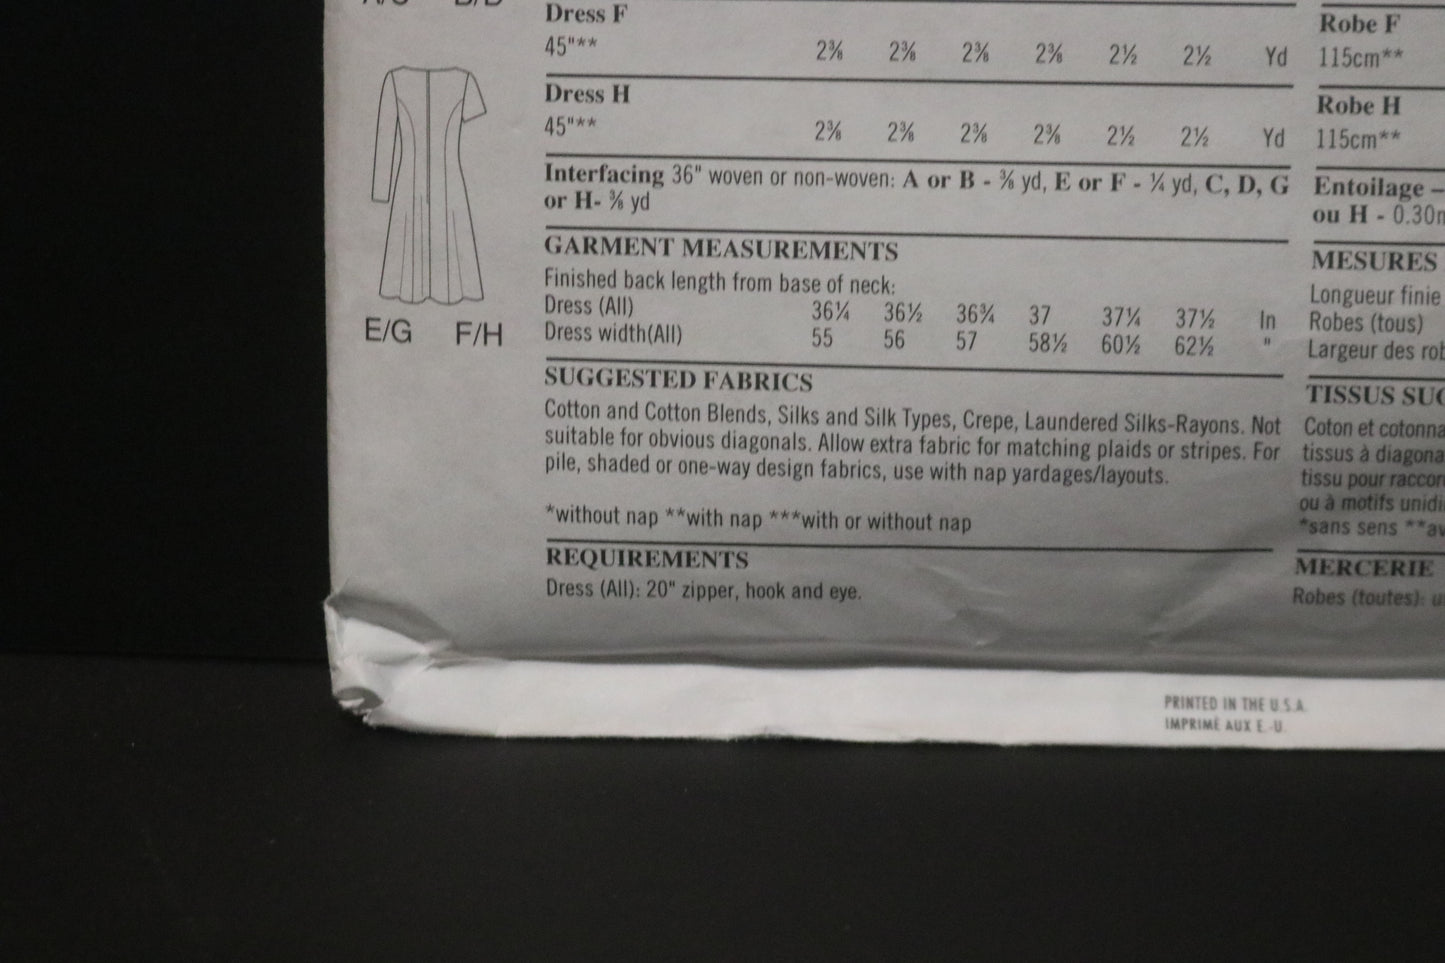 Dress F
45"** 2⅜ 2⅜ 2⅜ 2⅜ 2½ 2½ Yd
Dress H
45"** 2⅜ 2⅜ 2⅜ 2⅜ 2½ 2½ Yd
Interfacing 36" woven or non-woven: A or B - ⅜ yd, E or F - ¼ yd, C, D, G
or H- ⅜ yd
GARMENT MEASUREMENTS
Finished back length from base of neck:
Dress (All) 36¼ 36½ 36¾ 37 37¼ 37½ In
Dress width(All) 55 56 57 58½ 60½ 62½ "
SUGGESTED FABRICS
Cotton and Cotton Blends, Silks and Silk Types, Crepe, Laundered Silks-Rayons. Not
suitable for obvious diagonals. Allow extra fabric for matching plaids or stripes. For
pile, shaded or one-way design fabrics, use with nap yardages/layouts.
*without nap **with nap ***with or without nap
REQUIREMENTS
Dress (All): 20" zipper, hook and eye.
E/G F/H
Robe F
115cm**
Robe H
115cm**
Entoilage –
ou H - 0.30
MESURES
Longueur finie
Robes (tous)
Largeur des
TISSUS
Coton et
tissus à
tissu pour
ou à motifs
*sans sens
MERCERIE
Robes (toutes):
PRINTED IN THE U.S.A.
IMPRIMÉ AUX E.-U.